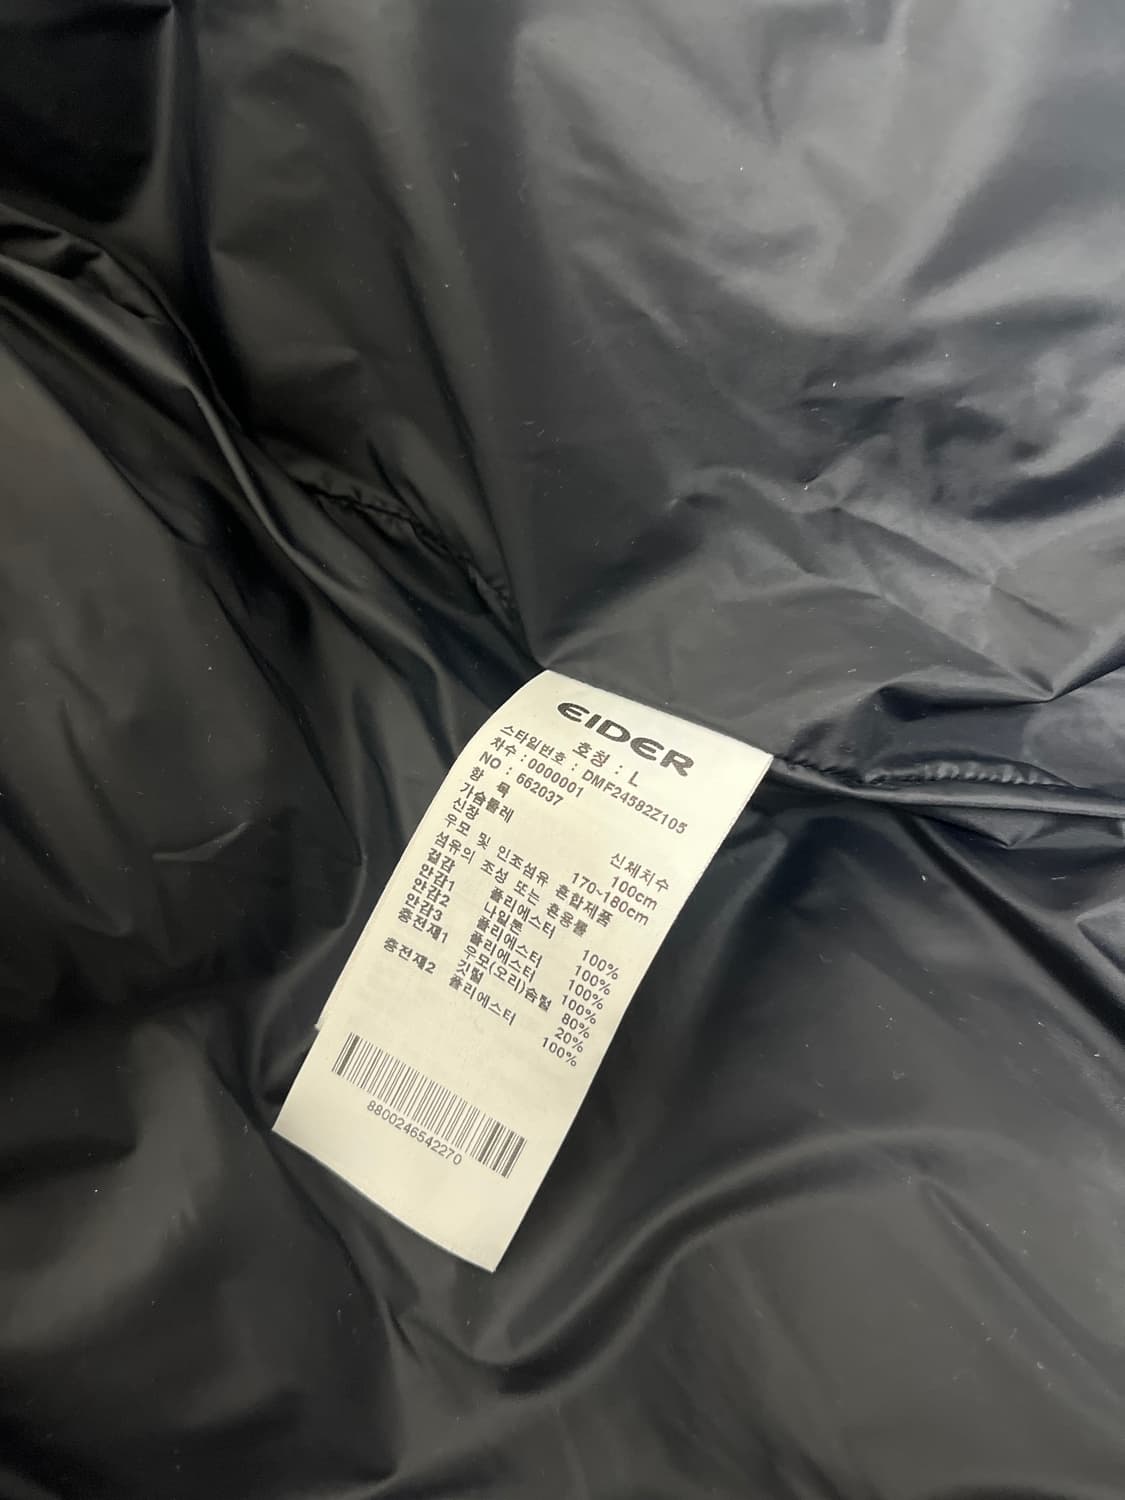 EIDER
호칭 : L
스타일번호 : DMF24582Z105
차수 : 0000001
NO : 662037
항 목 신체치수
가슴둘레 100cm
신장 170~180cm
우모 및 인조섬유 혼합제품
섬유의 조성 또는 혼용률
겉감 폴리에스터 100%
안감1 나일론 100%
안감2 폴리에스터 100%
안감3 폴리에스터 100%
충전재1 우모(오리)솜털 80%
깃털 20%
충전재2 폴리에스터 100%
8800246542270